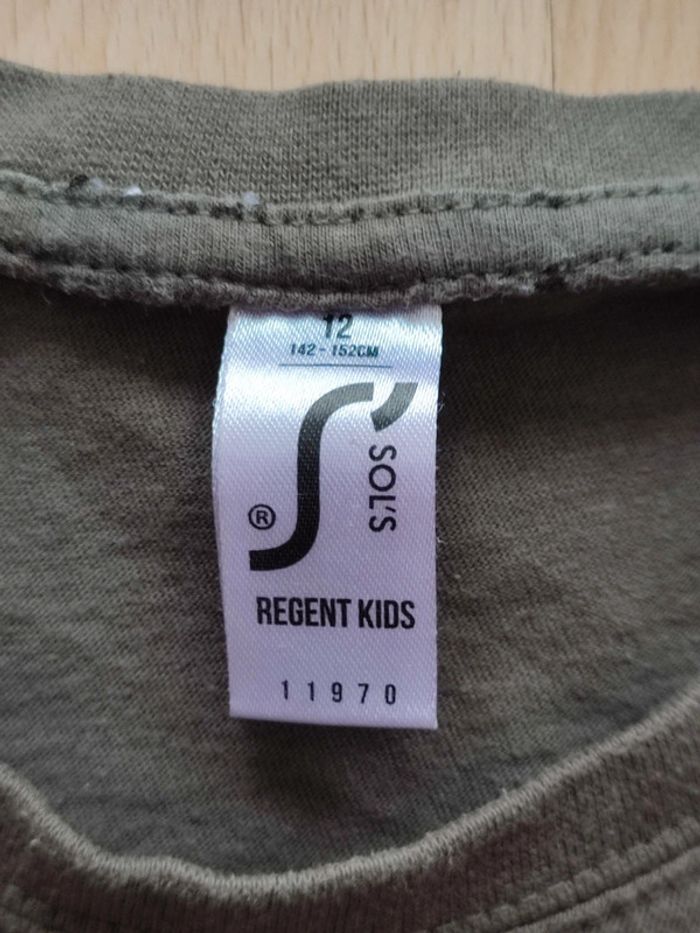 12
142 - 152CM
SOL'S
®
REGENT KIDS
11970